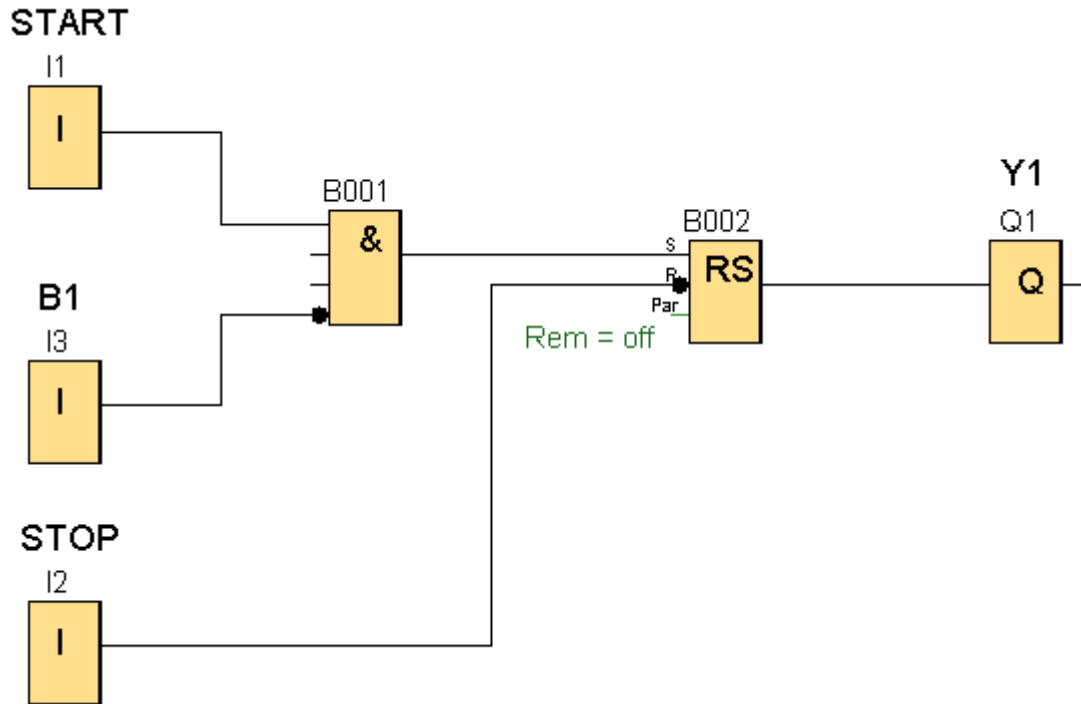 START
I1
I
B001
&
B1
I3
I
STOP
I2
I
B002
S
R
Par
RS
Rem = off
Y1
Q1
Q